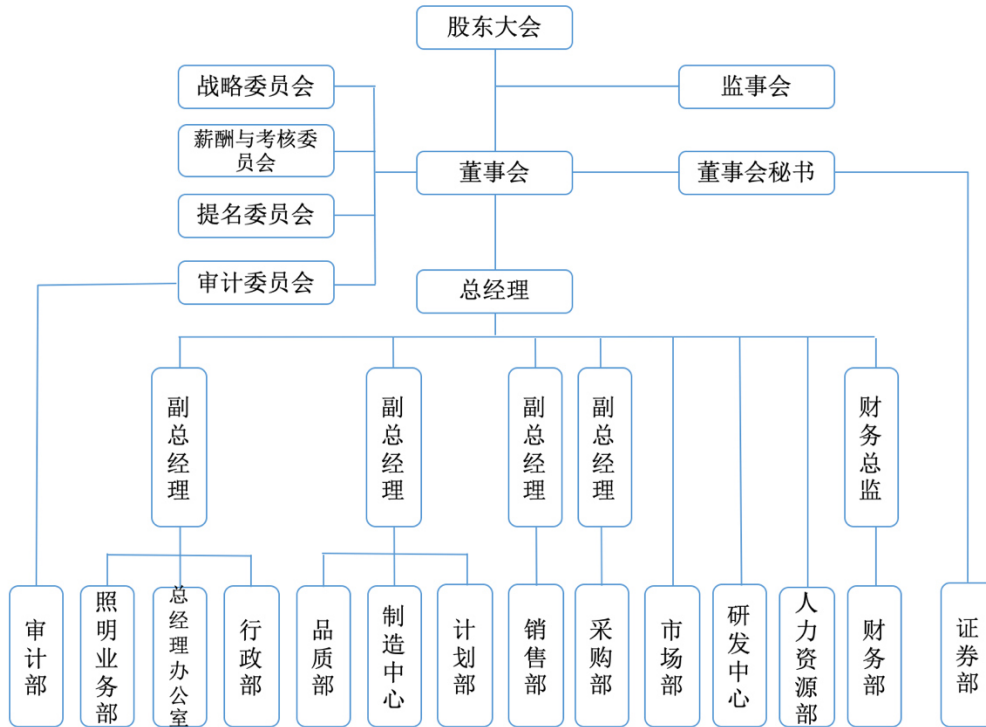 股东大会
战略委员会
监事会
薪酬与考核委
员会
董事会
董事会秘书
提名委员会
审计委员会
总经理
副总经理
副总经理
副总经理
副总经理
财务总监
审计部
照明业务部
总经理办公室
行政部
品质部
制造中心
计划部
销售部
采购部
市场部
研发中心
人力资源部
财务部
证券部